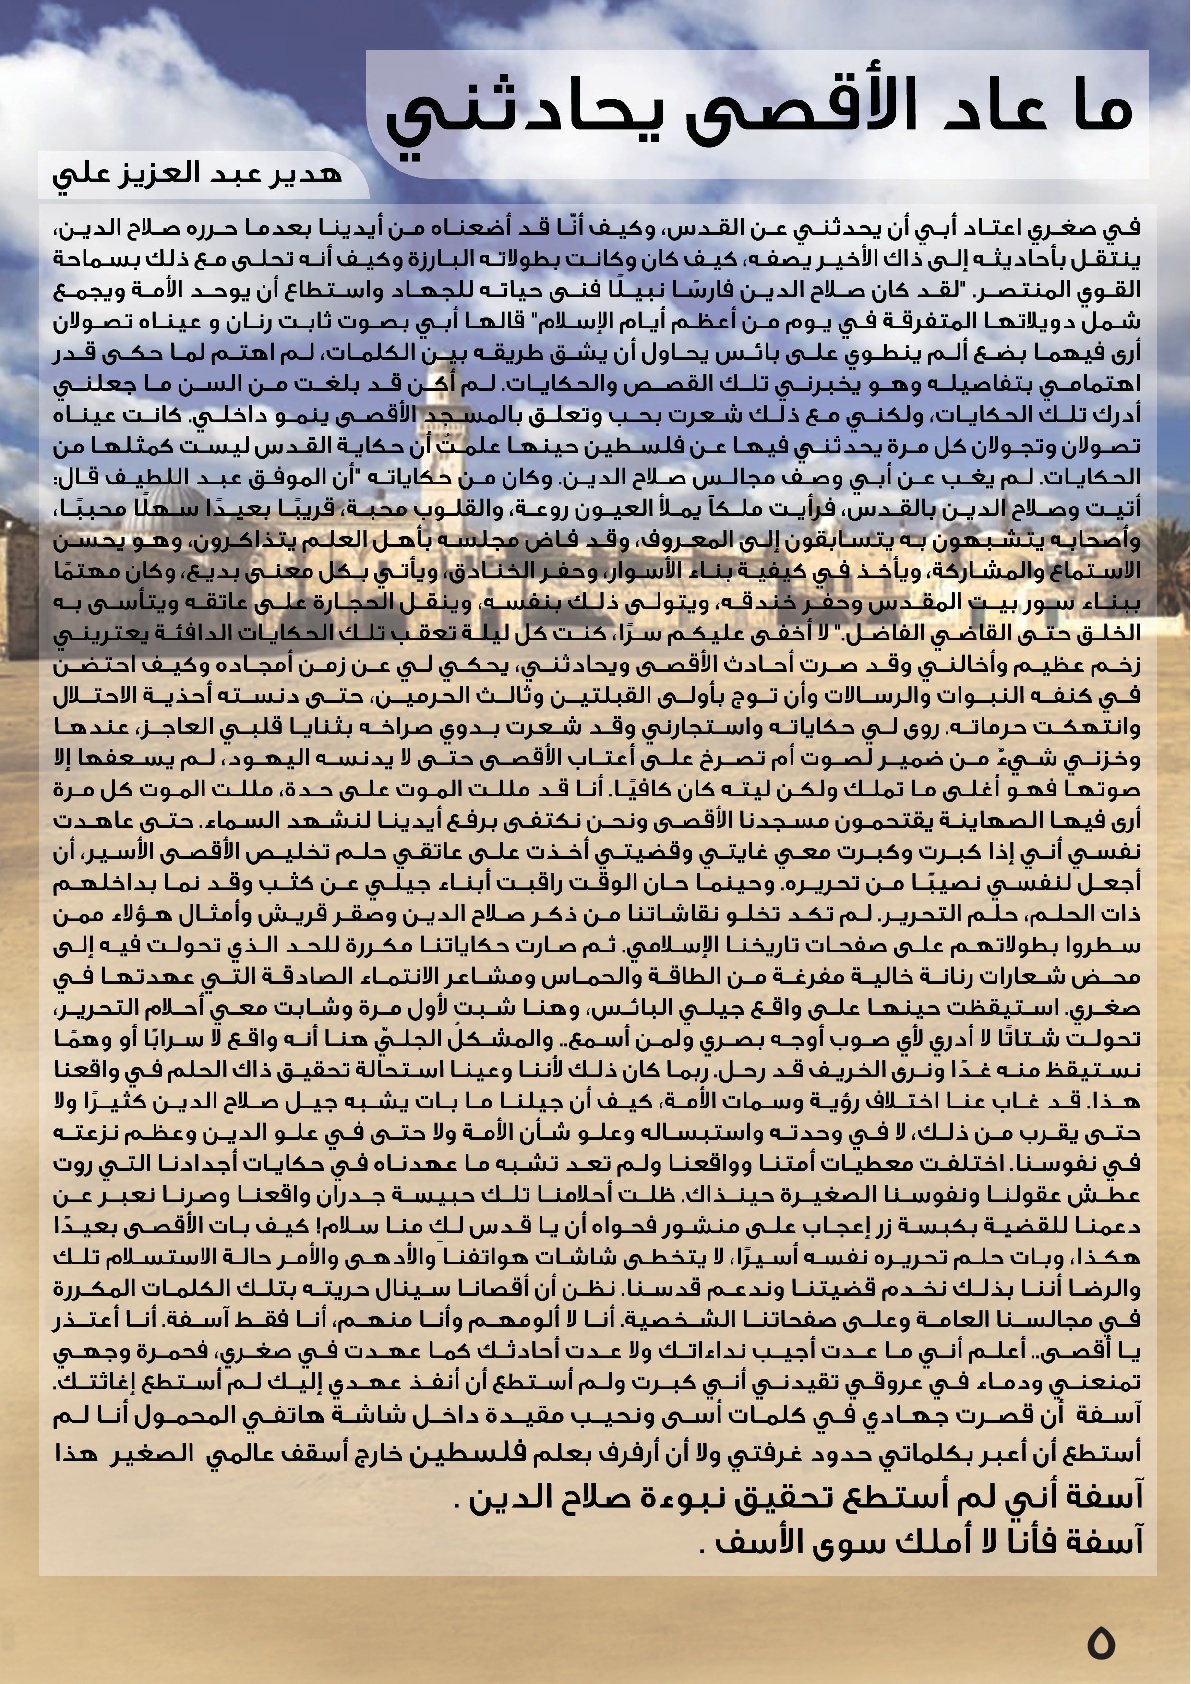 ما عاد الأقصى يحادثني
هدير عبد العزيز علي
في صغري اعتاد أبي أن يحدثني عن القدس، وكيف أنّا قد أضعناه من أيدينا بعدما حرره صلاح الدين،
ينتقل بأحاديثه إلى ذاك الأخير يصفه، كيف كان وكانت بطولاته البارزة وكيف أنه تحلى مع ذلك بسماحة
القوي المنتصر. "لقد كان صلاح الدين فارسًا نبيلًا فنى حياته للجهاد واستطاع أن يوحد الأمة ويجمع
شمل دويلاتها المتفرقة في يوم من أعظم أيام الإسلام" قالها أبي بصوت ثابت رنان و عيناه تصولان
أرى فيهما بضع ألم ينطوي على بائس يحاول أن يشق طريقه بين الكلمات، لم اهتم لما حكى قدر
اهتمامي بتفاصيله وهو يخبرني تلك القصص والحكايات. لم أكن قد بلغت من السن ما جعلني
أدرك تلك الحكايات، ولكني مع ذلك شعرت بحب وتعلق بالمسجد الأقصى ينمو داخلي. كانت عيناه
تصولان وتجولان كل مرة يحدثني فيها عن فلسطين حينها علمتُ أن حكاية القدس ليست كمثلها من
الحكايات. لم يغب عن أبي وصف مجالس صلاح الدين. وكان من حكاياته "أن الموفق عبد اللطيف قال:
أتيت وصلاح الدين بالقدس، فرأيت ملكاً يملأ العيون روعة، والقلوب محبة، قريبًا بعيدًا سهلًا محببًا،
وأصحابه يتشبهون به يتسابقون إلى المعروف، وقد فاض مجلسه بأهل العلم يتذاكرون، وهو يحسن
الاستماع والمشاركة، ويأخذ في كيفية بناء الأسوار، وحفر الخنادق، ويأتي بكل معنى بديع، وكان مهتمًا
ببناء سور بيت المقدس وحفر خندقه، ويتولى ذلك بنفسه، وينقل الحجارة على عاتقه ويتأسى به
الخلق حتى القاضي الفاضل." لا أخفى عليكم سرًا، كنت كل ليلة تعقب تلك الحكايات الدافئة يعتريني
زخم عظيم وأخالني وقد صرت أحادث الأقصى ويحادثني، يحكي لي عن زمن أمجاده وكيف احتضن
في كنفه النبوات والرسالات وأن توج بأولى القبلتين وثالث الحرمين، حتى دنسته أحذية الاحتلال
وانتهكت حرماته. روى لي حكاياته واستجارني وقد شعرت بدوي صراخه بثنايا قلبي العاجز، عندها
وخزني شيءٌ من ضمير لصوت أم تصرخ على أعتاب الأقصى حتى لا يدنسه اليهود، لم يسعفها إلا
صوتها فهو أغلى ما تملك ولكن ليته كان كافيًا. أنا قد مللت الموت على حدة، مللت الموت كل مرة
أرى فيها الصهاينة يقتحمون مسجدنا الأقصى ونحن نكتفى برفع أيدينا لنشهد السماء. حتى عاهدت
نفسي أني إذا كبرت وكبرت معي غايتي وقضيتي أخذت على عاتقي حلم تخليص الأقصى الأسير، أن
أجعل لنفسي نصيبًا من تحريره. وحينما حان الوقت راقبت أبناء جيلي عن كثب وقد نما بداخلهم
ذات الحلم، حلم التحرير. لم تكد تخلو نقاشاتنا من ذكر صلاح الدين وصقر قريش وأمثال هؤلاء ممن
سطروا بطولاتهم على صفحات تاريخنا الإسلامي. ثم صارت حكاياتنا مكررة للحد الذي تحولت فيه إلى
محض شعارات رنانة خالية مفرغة من الطاقة والحماس ومشاعر الانتماء الصادقة التي عهدتها في
صغري. استيقظت حينها على واقع جيلي البائس، وهنا شبت لأول مرة وشابت معي أحلام التحرير،
تحولت شتاتًا لا أدري لأي صوب أوجه بصري ولمن أسمع.. والمشكلُ الجليّ هنا أنه واقع لا سرابًا أو وهمًا
نستيقظ منه غدًا ونرى الخريف قد رحل. ربما كان ذلك لأننا وعينا استحالة تحقيق ذاك الحلم في واقعنا
هذا. قد غاب عنا اختلاف رؤية وسمات الأمة، كيف أن جيلنا ما بات يشبه جيل صلاح الدين كثيرًا ولا
حتى يقرب من ذلك، لا في وحدته واستبساله وعلو شأن الأمة ولا حتى في علو الدين وعظم نزعته
في نفوسنا. اختلفت معطيات أمتنا وواقعنا ولم تعد تشبه ما عهدناه في حكايات أجدادنا التي روت
عطش عقولنا ونفوسنا الصغيرة حينذاك. ظلت أحلامنا تلك حبيسة جدران واقعنا وصرنا نعبر عن
دعمنا للقضية بكبسة زر إعجاب على منشور فحواه أن يا قدس لكِ منا سلام! كيف بات الأقصى بعيدًا
هكذا، وبات حلم تحريره نفسه أسيرًا، لا يتخطى شاشات هواتفنا والأدهى والأمر حالة الاستسلام تلك
والرضا أننا بذلك نخدم قضيتنا وندعم قدسنا. نظن أن أقصانا سينال حريته بتلك الكلمات المكررة
في مجالسنا العامة وعلى صفحاتنا الشخصية. أنا لا ألومهم وأنا منهم، أنا فقط آسفة. أنا أعتذر
يا أقصى.. أعلم أني ما عدت أجيب نداءاتك ولا عدت أحادثك كما عهدت في صغري، فحمرة وجهي
تمنعني ودماء في عروقي تقيدني أني كبرت ولم أستطع أن أنفذ عهدي إليك لم أستطع إغاثتك.
آسفة أن قصرت جهادي في كلمات أسى ونحيب مقيدة داخل شاشة هاتفي المحمول أنا لم
أستطع أن أعبر بكلماتي حدود غرفتي ولا أن أرفرف بعلم فلسطين خارج أسقف عالمي الصغير هذا
آسفة أني لم أستطع تحقيق نبوءة صلاح الدين .
آسفة فأنا لا أملك سوى الأسف .
٥